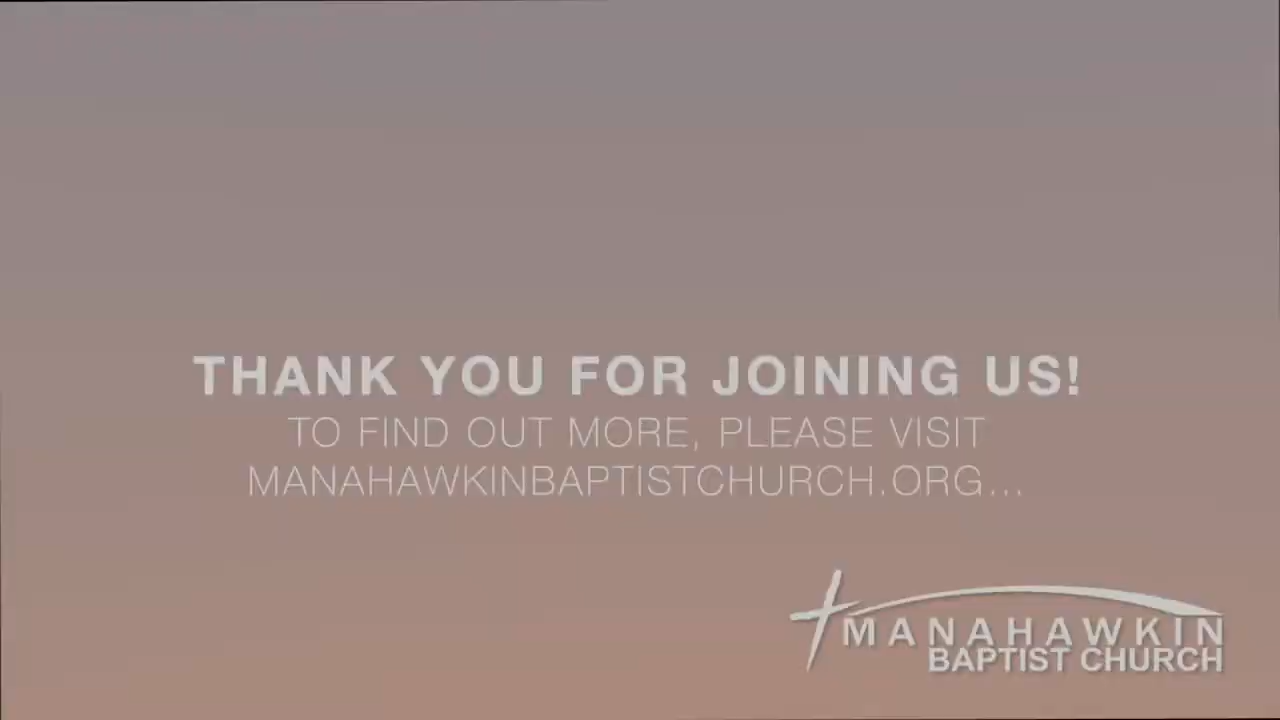 THANK YOU FOR JOINING US!
TO FIND OUT MORE, PLEASE VISIT
MANAHAWKINBAPTISTCHURCH.ORG...
MANAHAWKIN
BAPTIST CHURCH